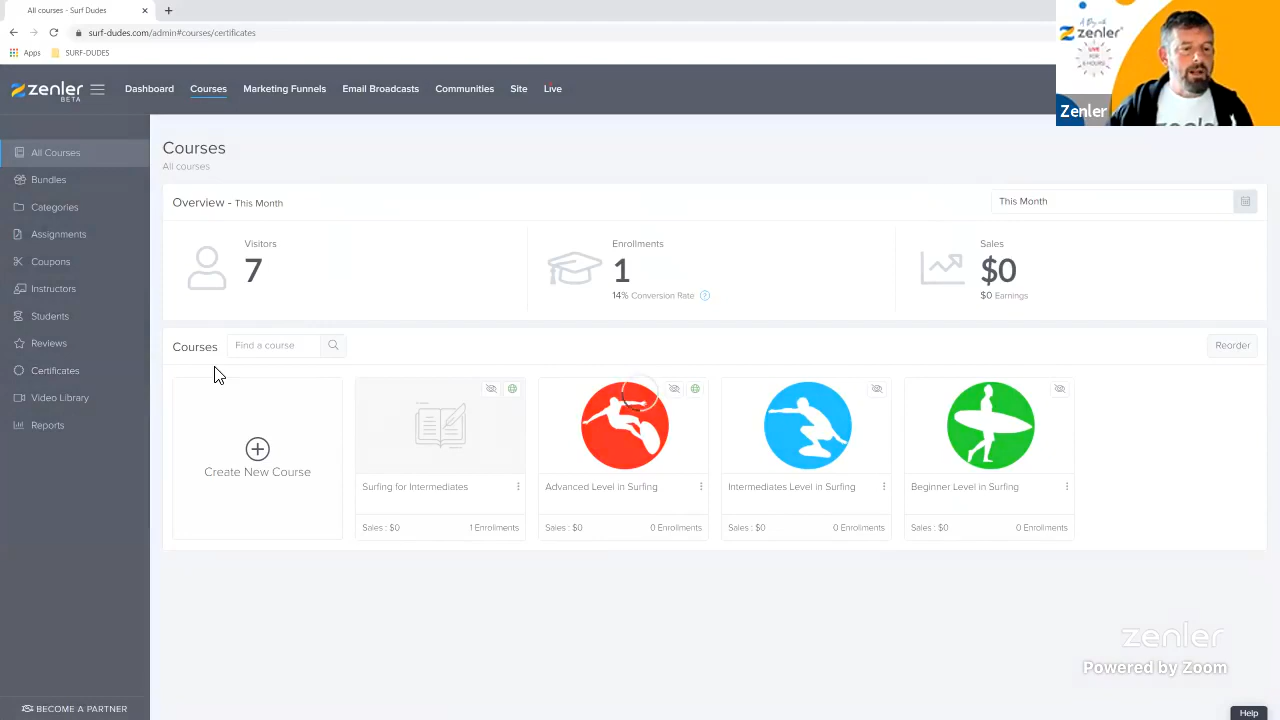 All courses - Surf Dudes
surf-dudes.com/admin#courses/certificates
Apps SURF-DUDES
zenler
BETA
Dashboard Courses Marketing Funnels Email Broadcasts Communities Site Live
zenler
LIVE
FOR
HOURS!
Zenler
All Courses
Bundles
Categories
Assignments
Coupons
Instructors
Students
Reviews
Certificates
Video Library
Reports
BECOME A PARTNER
Courses
All courses
Overview - This Month
This Month
Visitors
7
Enrollments
1
14% Conversion Rate ?
Sales
$0
$0 Earnings
Courses Find a course
Reorder
Create New Course
Surfing for Intermediates
Sales : $0 1 Enrollments
Advanced Level in Surfing
Sales : $0 0 Enrollments
Intermediates Level in Surfing
Sales : $0 0 Enrollments
Beginner Level in Surfing
Sales : $0 0 Enrollments
zenler
Powered by Zoom
Help